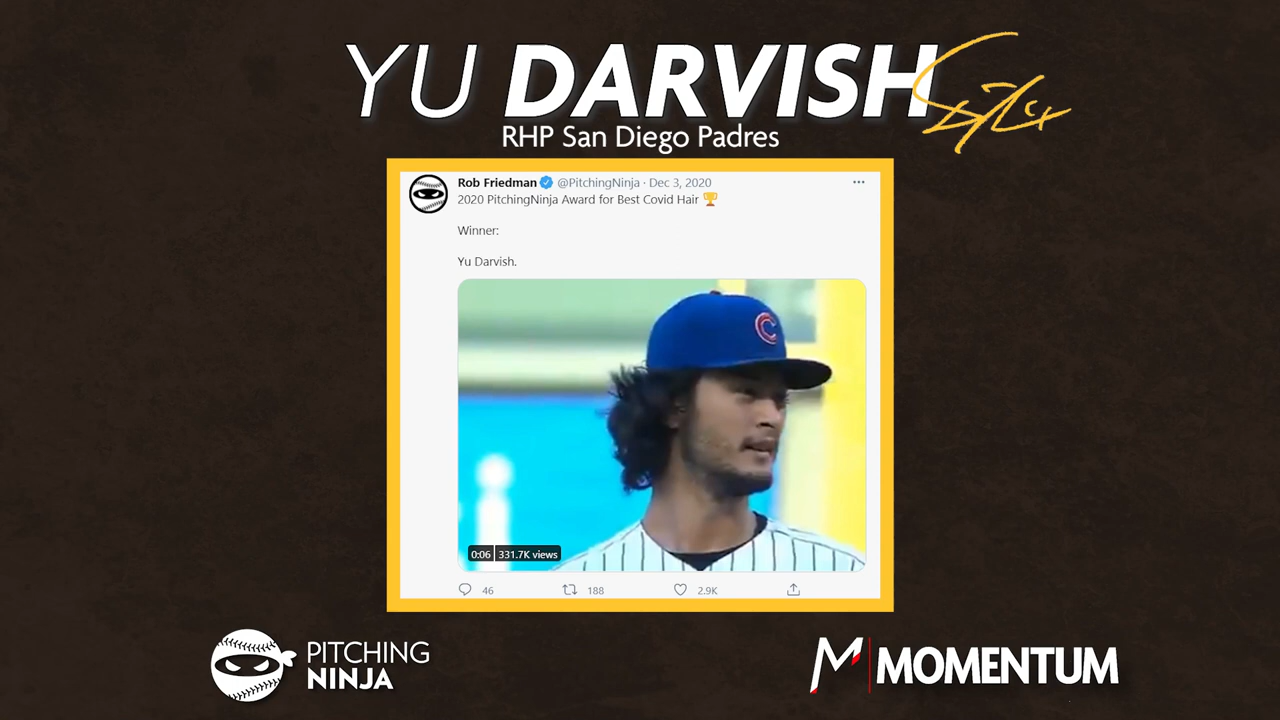 YU DARVISH
RHP San Diego Padres
Rob Friedman @PitchingNinja · Dec 3, 2020
2020 PitchingNinja Award for Best Covid Hair 🏆
Winner:
Yu Darvish.
C
0:06 331.7K views
46 188 2.9K
PITCHING
NINJA
M MOMENTUM